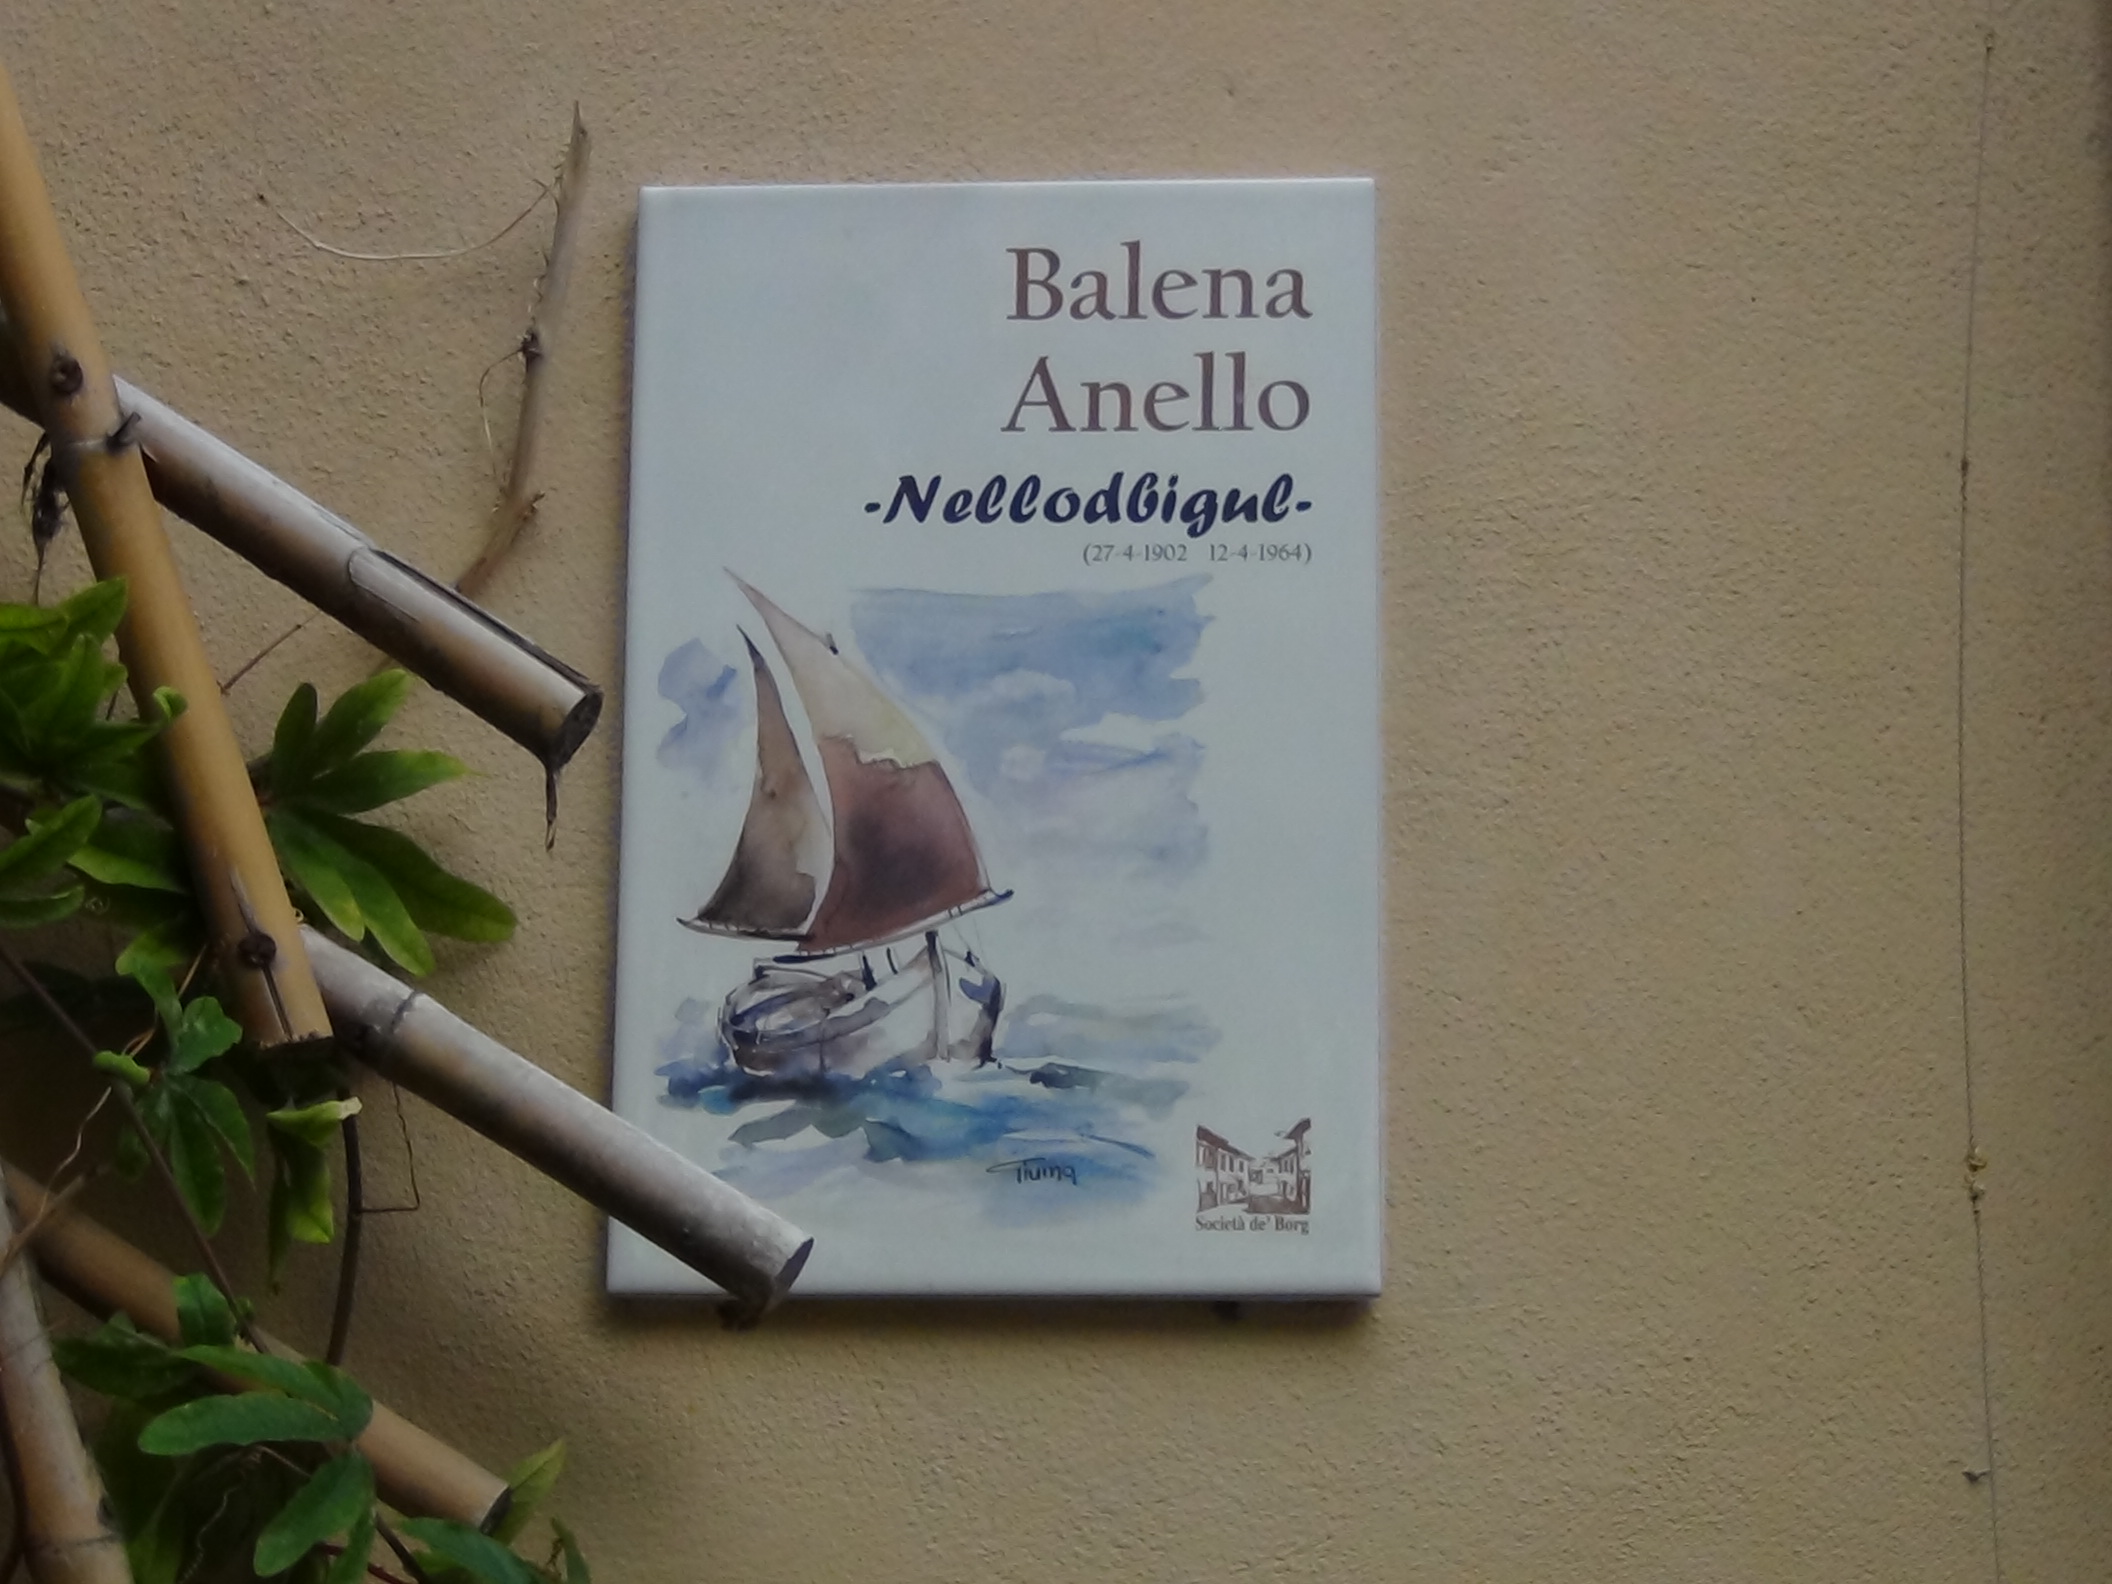 Balena
Anello
-Nellodbigul-
(27-4-1902 12-4-1964)
Società de' Borg